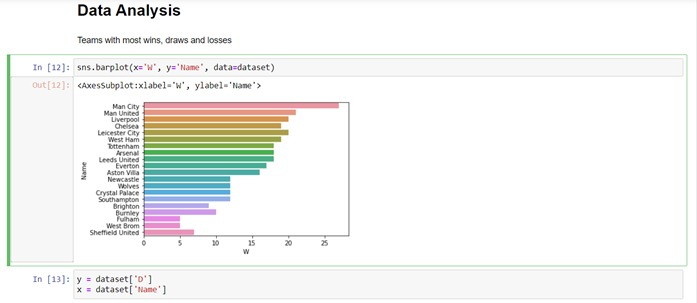 Data Analysis
Teams with most wins, draws and losses
In [12]: sns.barplot(x='W', y='Name', data=dataset)
Out[12]: <AxesSubplot:xlabel='W', ylabel='Name'>
Man City
Man United
Liverpool
Chelsea
Leicester City
West Ham
Tottenham
Arsenal
Leeds United
Everton
Aston Villa
Newcastle
Wolves
Crystal Palace
Southampton
Brighton
Burnley
Fulham
West Brom
Sheffield United
Name
0 5 10 15 20 25
W
In [13]: y = dataset['D']
x = dataset['Name']